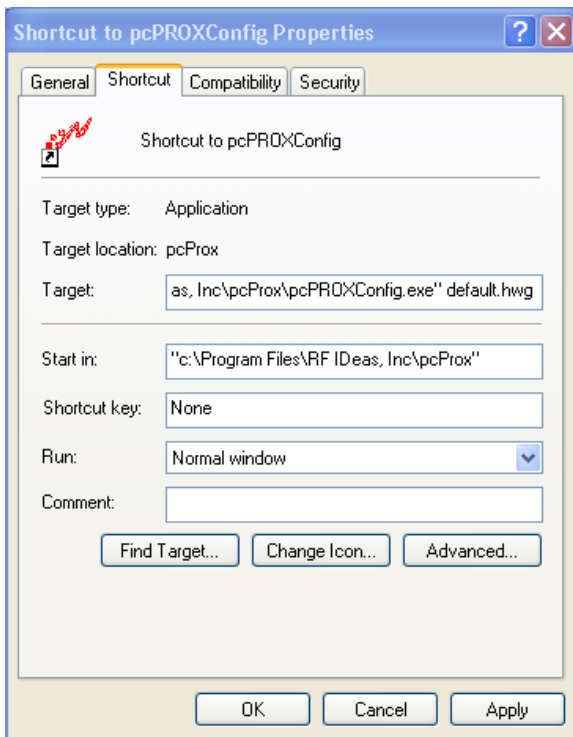 Shortcut to pcPROXConfig Properties
General Shortcut Compatibility Security
Shortcut to pcPROXConfig
Target type: Application
Target location: pcProx
Target: as, Inc\pcProx\pcPROXConfig.exe" default.hwg
Start in: "c:\Program Files\RF IDeas, Inc\pcProx"
Shortcut key: None
Run: Normal window
Comment:
Find Target... Change Icon... Advanced...
OK Cancel Apply